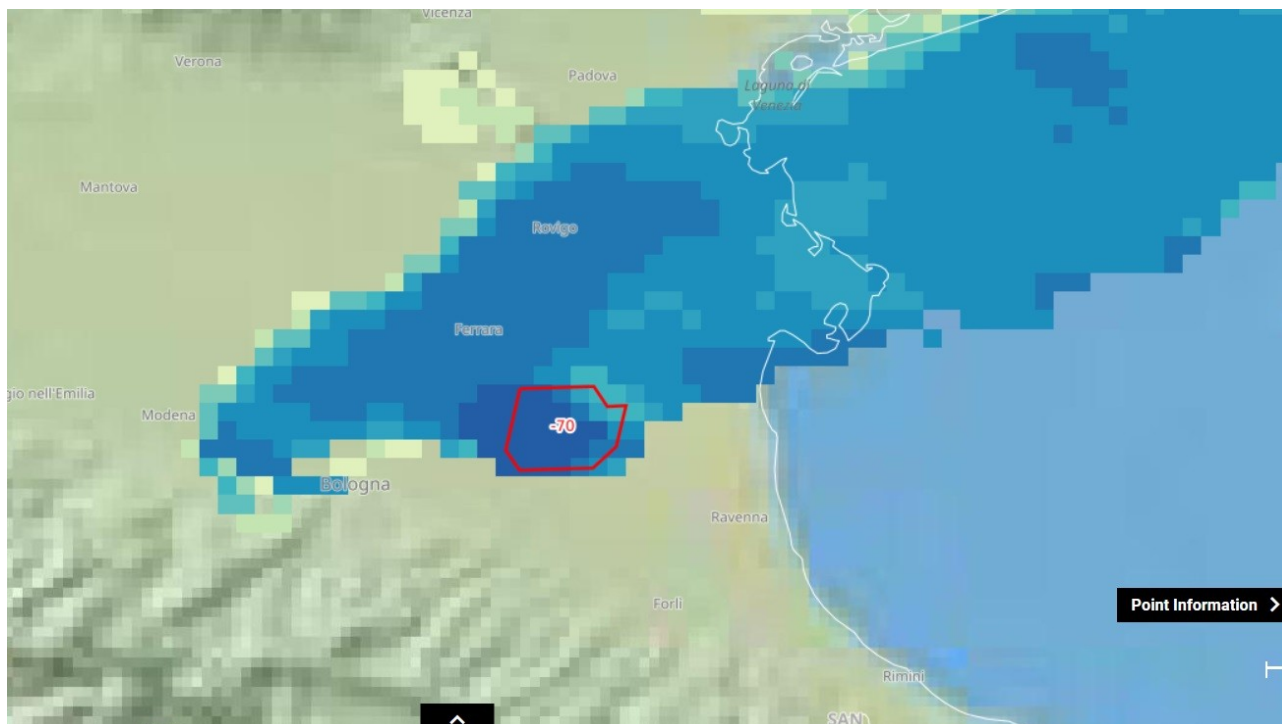 Vicenza
Verona
Padova
Laguna di
Venezia
Mantova
Rovigo
Ferrara
gio nell'Emilia
Modena
-70
Bologna
Ravenna
Forlì
Point Information
Rimini
SAN